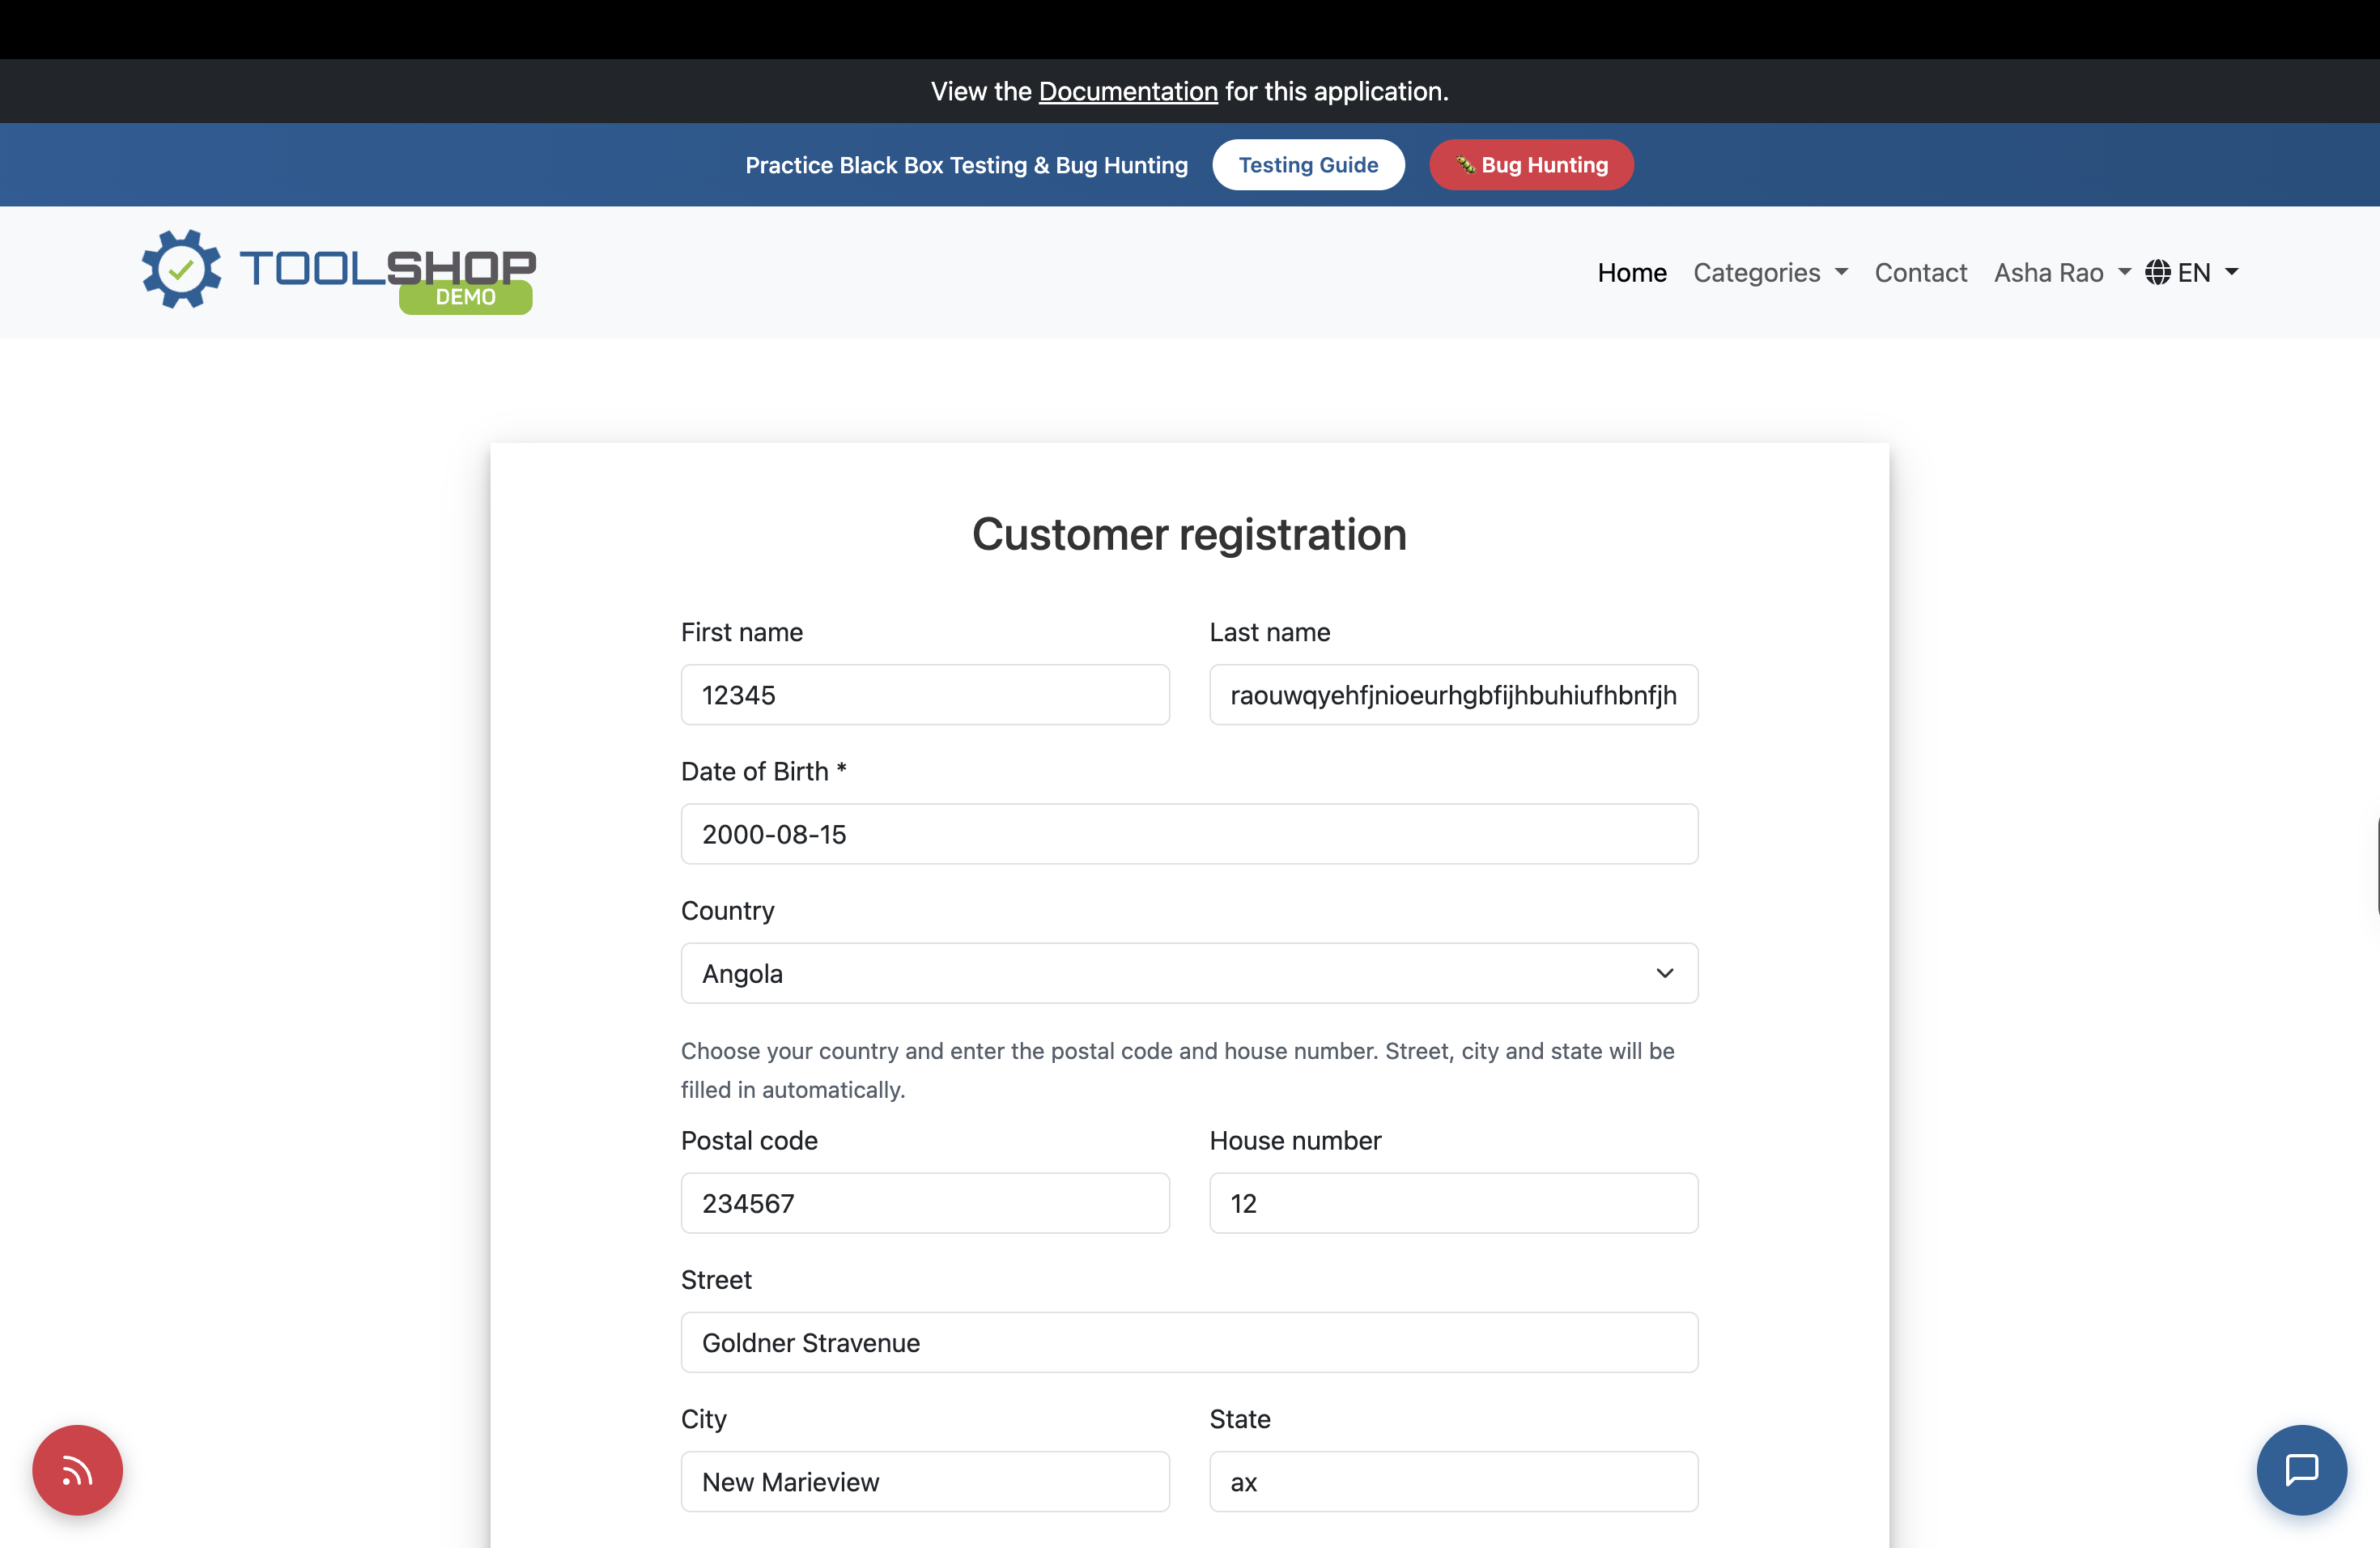 View the Documentation for this application.
Practice Black Box Testing & Bug Hunting Testing Guide Bug Hunting
TOOLSHOP
DEMO
Home Categories Contact Asha Rao EN
Customer registration
First name Last name
12345 raouwqyehfjnioeurhgbfijhbuhiufhbnfjh
Date of Birth *
2000-08-15
Country
Angola
Choose your country and enter the postal code and house number. Street, city and state will be
filled in automatically.
Postal code House number
234567 12
Street
Goldner Stravenue
City State
New Marieview ax